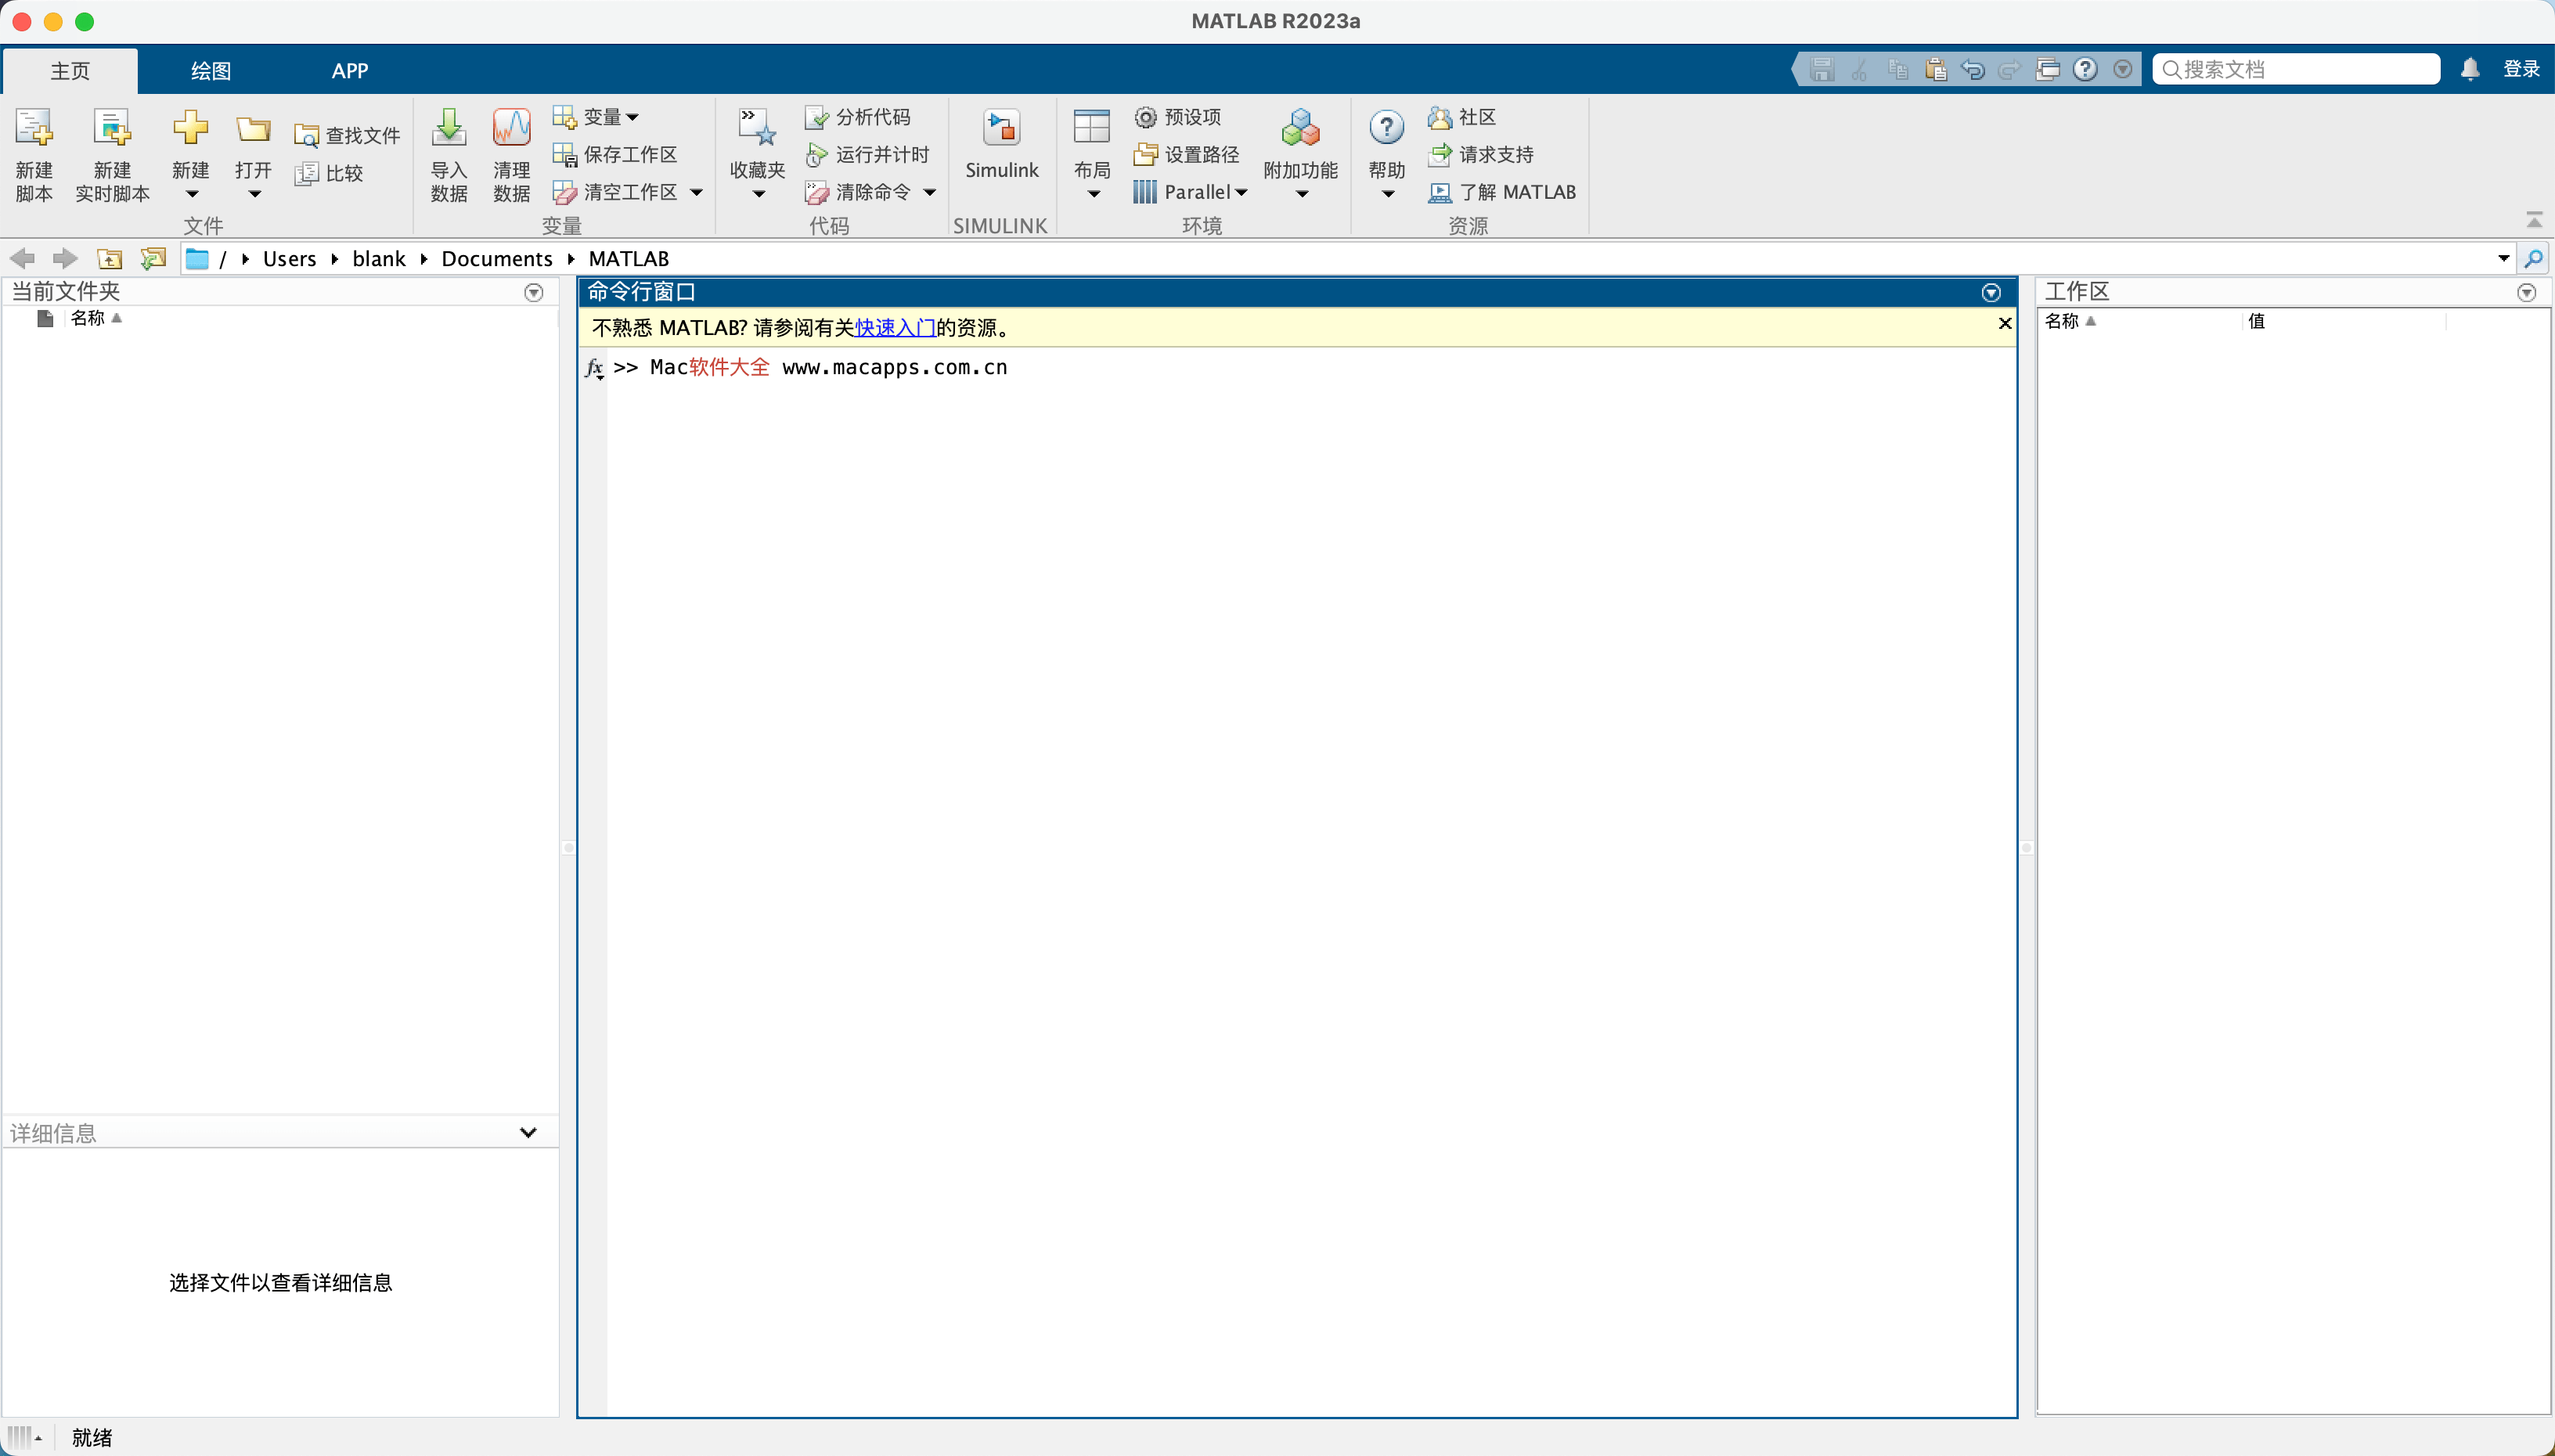 MATLAB R2023a
主页 绘图 APP
搜索文档 登录
新建脚本
新建实时脚本
新建
打开
查找文件
比较
文件
导入数据
清理数据
变量
保存工作区
清空工作区
变量
收藏夹
分析代码
运行并计时
清除命令
代码
Simulink
SIMULINK
布局
预设项
设置路径
Parallel
附加功能
环境
帮助
社区
请求支持
了解 MATLAB
资源
/ Users blank Documents MATLAB
当前文件夹
名称
命令行窗口
不熟悉 MATLAB? 请参阅有关快速入门的资源。
fx >> Mac软件大全 www.macapps.com.cn
工作区
名称 值
详细信息
选择文件以查看详细信息
就绪